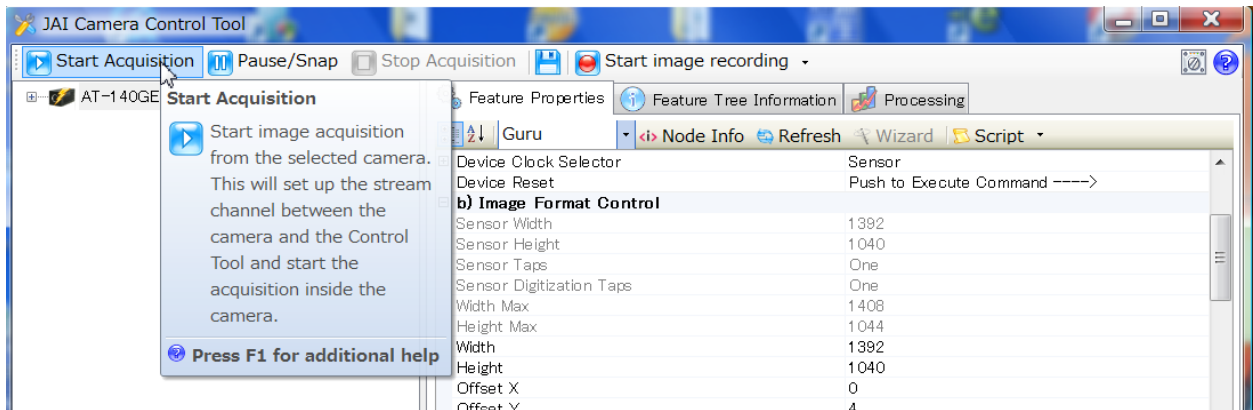 JAI Camera Control Tool
Start Acquisition Pause/Snap Stop Acquisition Start image recording
AT-140GE
Start Acquisition
Start image acquisition
from the selected camera.
This will set up the stream
channel between the
camera and the Control
Tool and start the
acquisition inside the
camera.
Press F1 for additional help
Feature Properties Feature Tree Information Processing
Guru <i> Node Info Refresh Wizard Script
Device Clock Selector Sensor
Device Reset Push to Execute Command ---->
b) Image Format Control
Sensor Width 1392
Sensor Height 1040
Sensor Taps One
Sensor Digitization Taps One
Width Max 1408
Height Max 1044
Width 1392
Height 1040
Offset X 0
Offset Y 4